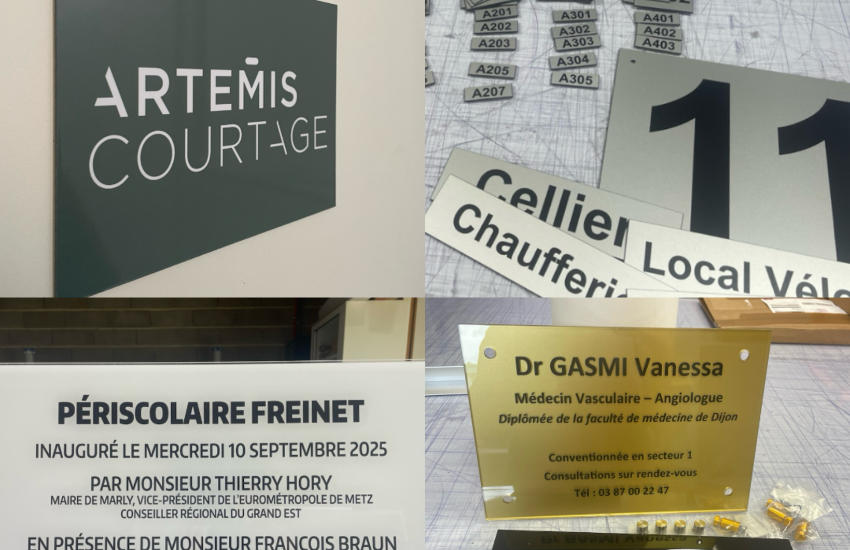 ARTEMIS
COURTAGE
A201
A202
A203
A205
A207
A301
A302
A303
A304
A305
A401
A402
A403
11
Cellier
Chaufferie
Local Vélo
PÉRISCOLAIRE FREINET
INAUGURÉ LE MERCREDI 10 SEPTEMBRE 2025
PAR MONSIEUR THIERRY HORY
MAIRE DE MARLY, VICE-PRÉSIDENT DE L'EUROMÉTROPOLE DE METZ
CONSEILLER RÉGIONAL DU GRAND EST
EN PRÉSENCE DE MONSIEUR FRANÇOIS BRAUN
Dr GASMI Vanessa
Médecin Vasculaire – Angiologue
Diplômée de la faculté de médecine de Dijon
Conventionnée en secteur 1
Consultations sur rendez-vous
Tél : 03 87 00 22 47